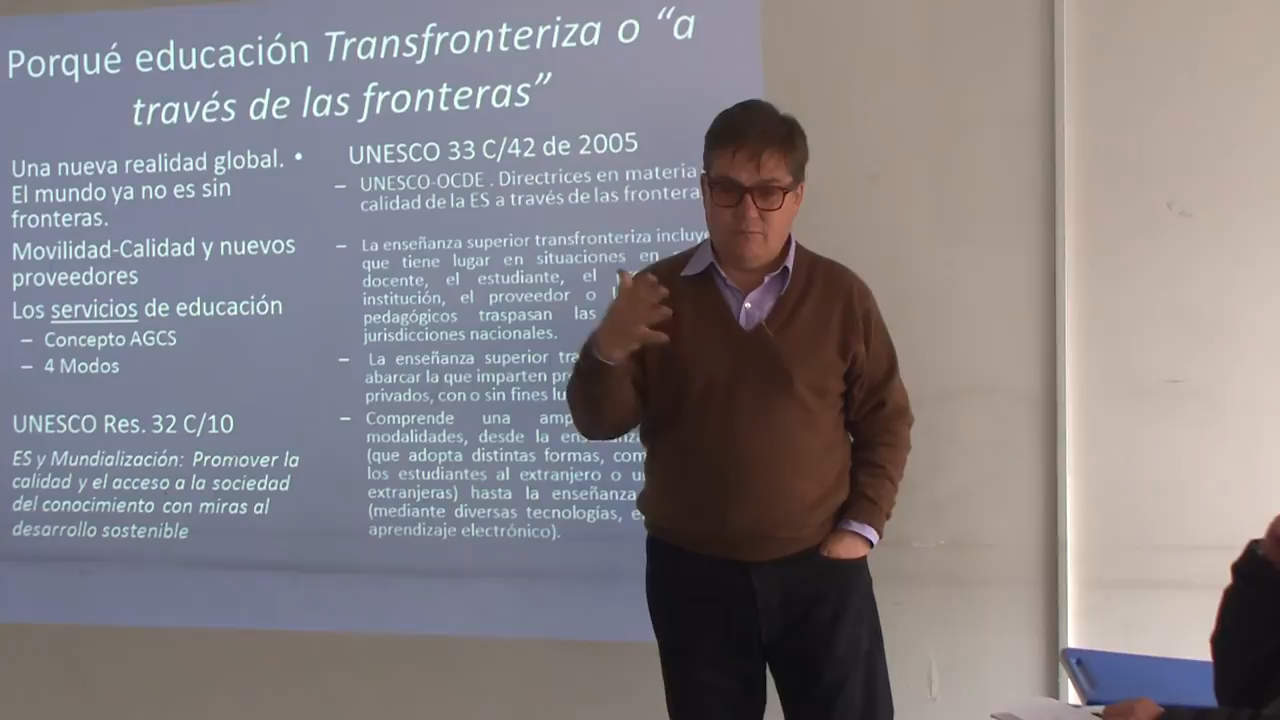 Porqué educación Transfronteriza o “a
través de las fronteras”
Una nueva realidad global. •
El mundo ya no es sin
fronteras.
Movilidad-Calidad y nuevos
proveedores
Los servicios de educación
– Concepto AGCS
– 4 Modos
UNESCO Res. 32 C/10
ES y Mundialización: Promover la
calidad y el acceso a la sociedad
del conocimiento con miras al
desarrollo sostenible
UNESCO 33 C/42 de 2005
– UNESCO-OCDE . Directrices en materia
calidad de la ES a través de las
– La enseñanza superior transfronteriza
que tiene lugar en situaciones en
docente, el estudiante, el
institución, el proveedor o
pedagógicos traspasan las
jurisdicciones nacionales.
– La enseñanza superior
abarcar la que imparten
privados, con o sin fines
– Comprende una
modalidades, desde la
(que adopta distintas formas,
los estudiantes al extranjero o
extranjeras) hasta la enseñanza
(mediante diversas tecnologías,
aprendizaje electrónico).